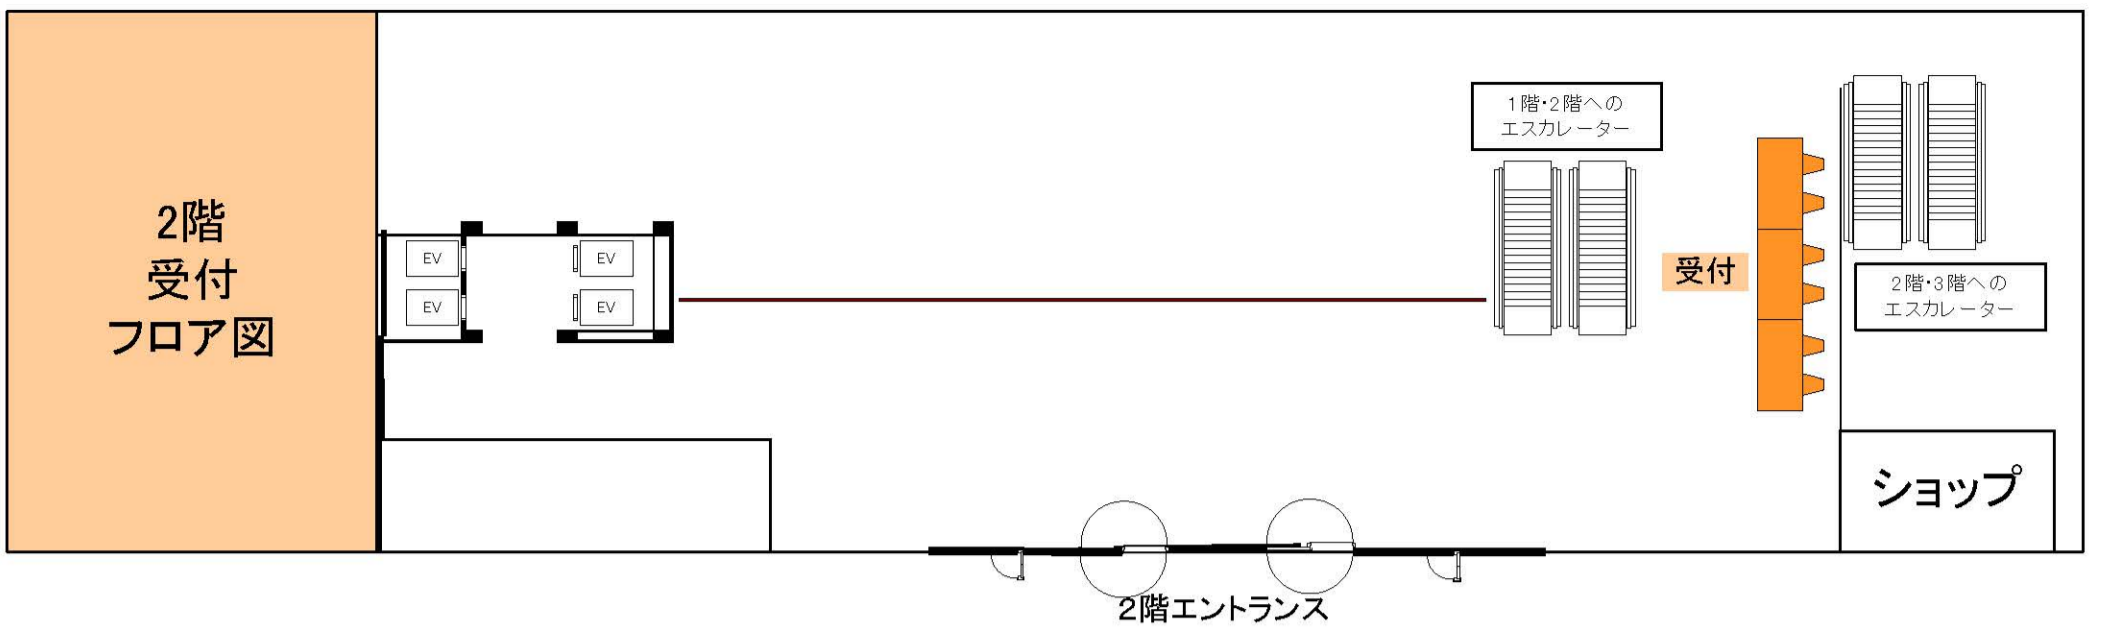 2階
受付
フロア図
EV
EV
EV
EV
1階・2階への
エスカレーター
受付
2階・3階への
エスカレーター
ショップ
2階エントランス